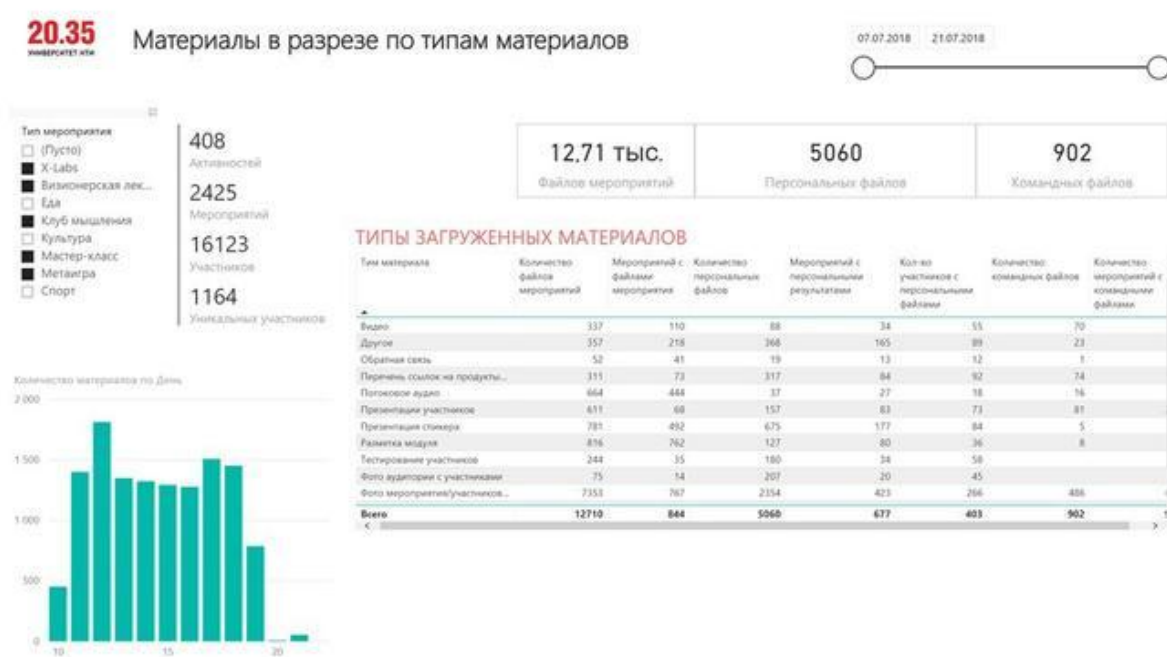 20.35
УНИВЕРСИТЕТ НТИ
Материалы в разрезе по типам материалов
07.07.2018 21.07.2018
Тип мероприятия
(Пусто)
X-Labs
Визионерская лек...
Еда
Клуб мышления
Культура
Мастер-класс
Метаигра
Спорт
408
Активностей
2425
Мероприятий
16123
Участников
1164
Уникальных участников
12,71 тыс.
Файлов мероприятий
5060
Персональных файлов
902
Командных файлов
ТИПЫ ЗАГРУЖЕННЫХ МАТЕРИАЛОВ
Тип материала Количество файлов мероприятий Мероприятий с файлами мероприятия Количество персональных файлов Мероприятий с персональными результатами Кол-во участников с персональными файлами Количество командных файлов Количество мероприятий с командными файлами
Видео 337 110 88 34 55 70
Другое 357 218 368 165 89 23
Обратная связь 52 41 19 13 12 1
Перечень ссылок на продукты... 311 73 317 84 92 74
Потоковое аудио 664 444 37 27 18 16
Презентации участников 611 68 157 83 73 81
Презентация спикера 781 492 675 177 84 5
Разметка модуля 816 762 127 80 36 8
Тестирование участников 244 35 180 34 58
Фото аудитории с участниками 75 14 207 20 45
Фото мероприятия/участников... 7353 767 2354 423 266 486
Всего 12710 844 5060 677 403 902
Количество материалов по День
2 000
1 500
1 000
500
0
10 15 20